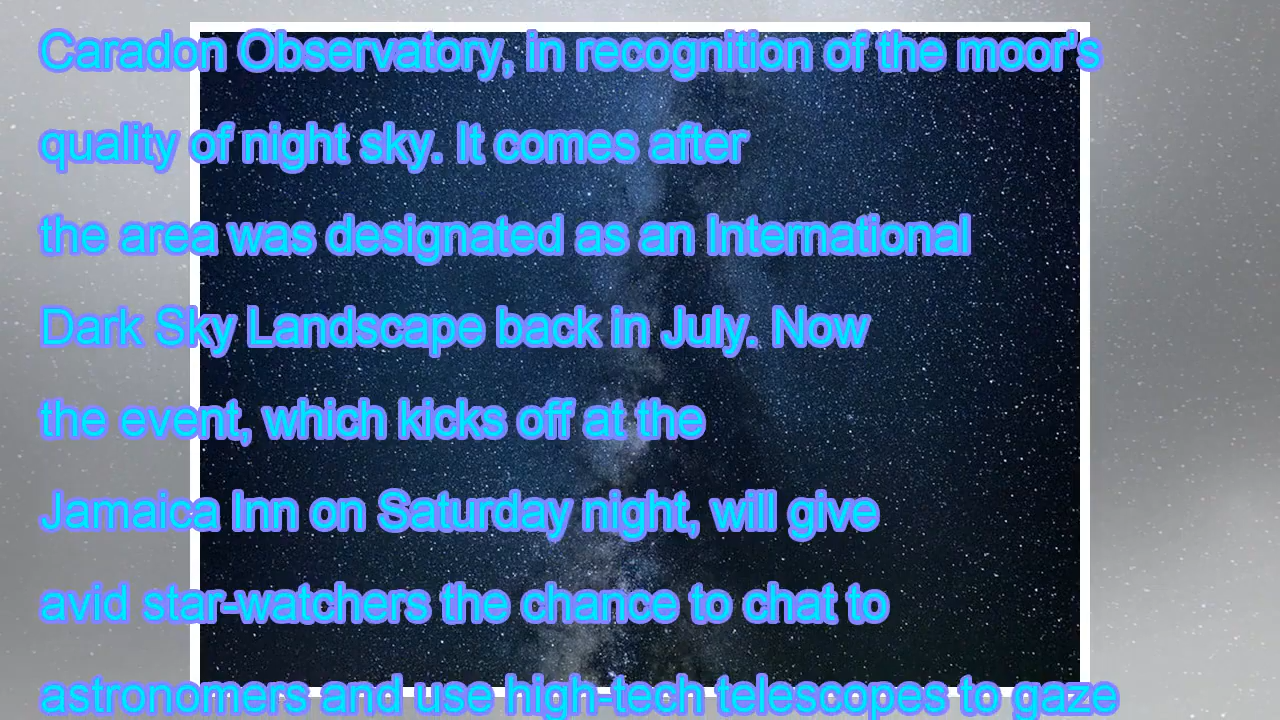 Caradon Observatory, in recognition of the moor's
quality of night sky. It comes after
the area was designated as an International
Dark Sky Landscape back in July. Now
the event, which kicks off at the
Jamaica Inn on Saturday night, will give
avid star-watchers the chance to chat to
astronomers and use high-tech telescopes to gaze